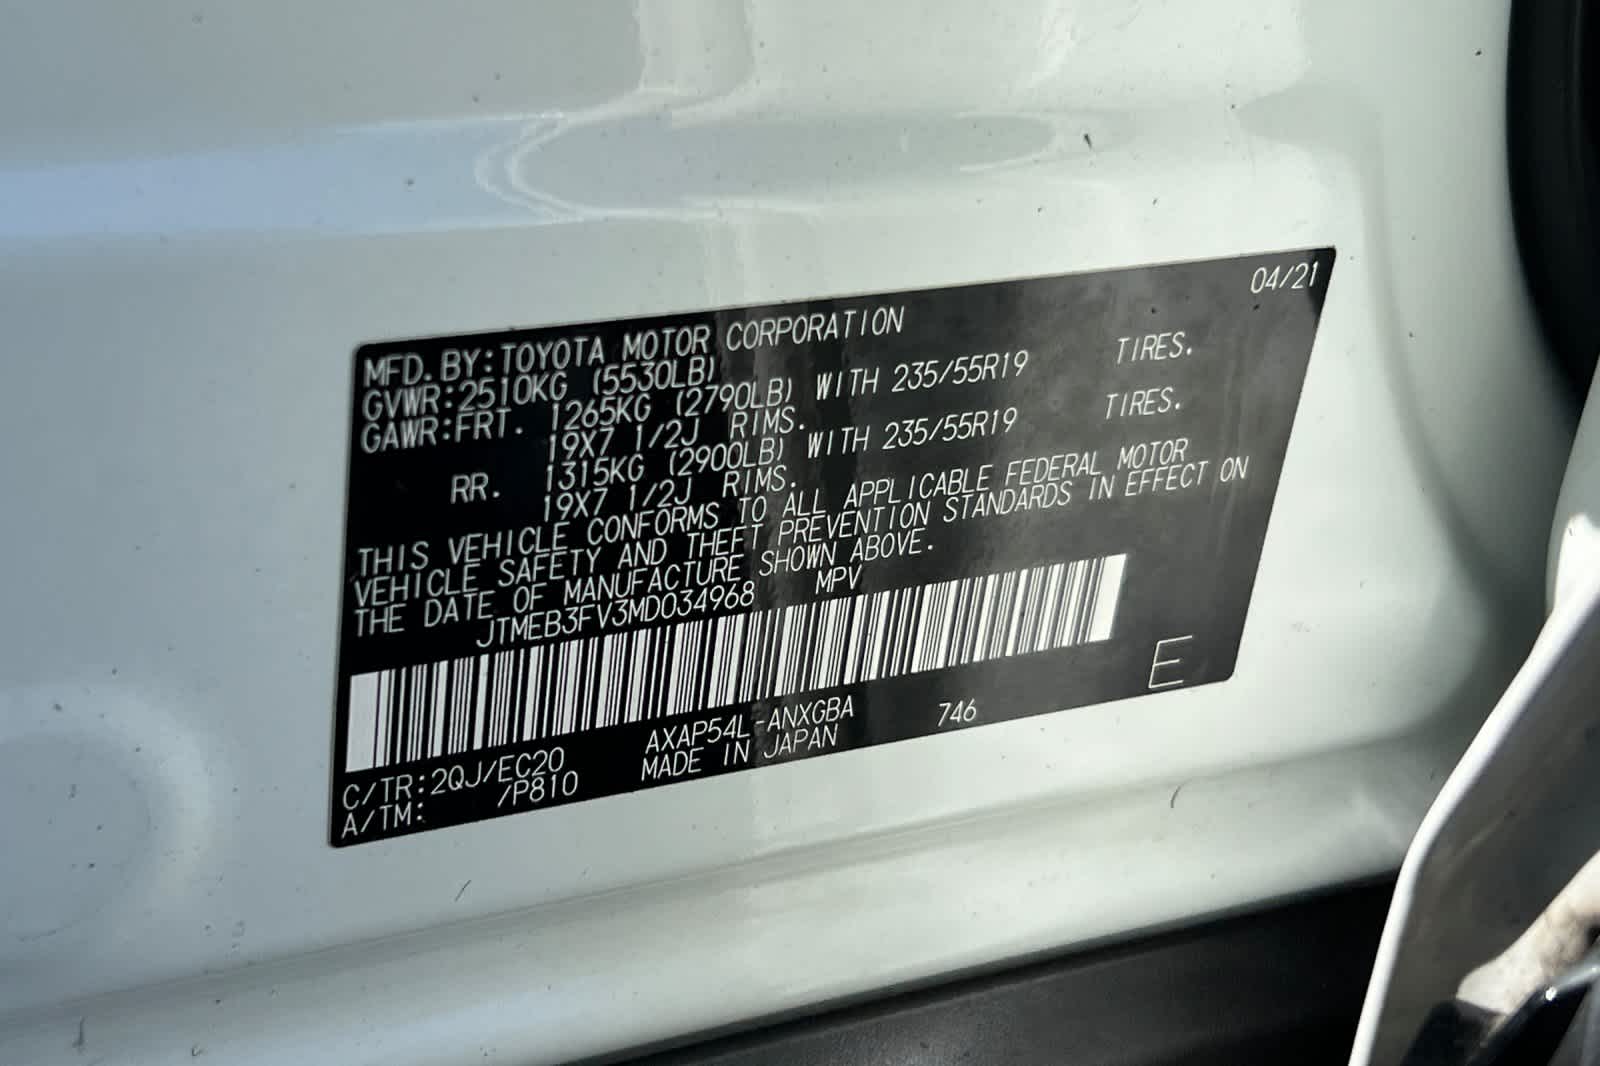 04/21
MFD. BY: TOYOTA MOTOR CORPORATION
GVWR: 2510KG (5530LB)
GAWR: FRT. 1265KG (2790LB) WITH 235/55R19 TIRES.
19X7 1/2J RIMS.
RR. 1315KG (2900LB) WITH 235/55R19 TIRES.
19X7 1/2J RIMS.
THIS VEHICLE CONFORMS TO ALL APPLICABLE FEDERAL MOTOR
VEHICLE SAFETY AND THEFT PREVENTION STANDARDS IN EFFECT ON
THE DATE OF MANUFACTURE SHOWN ABOVE.
JTMEB3FV3MD034968 MPV
E
C/TR: 2QJ/EC20 AXAP54L-ANXGBA 746
A/TM: /P810 MADE IN JAPAN